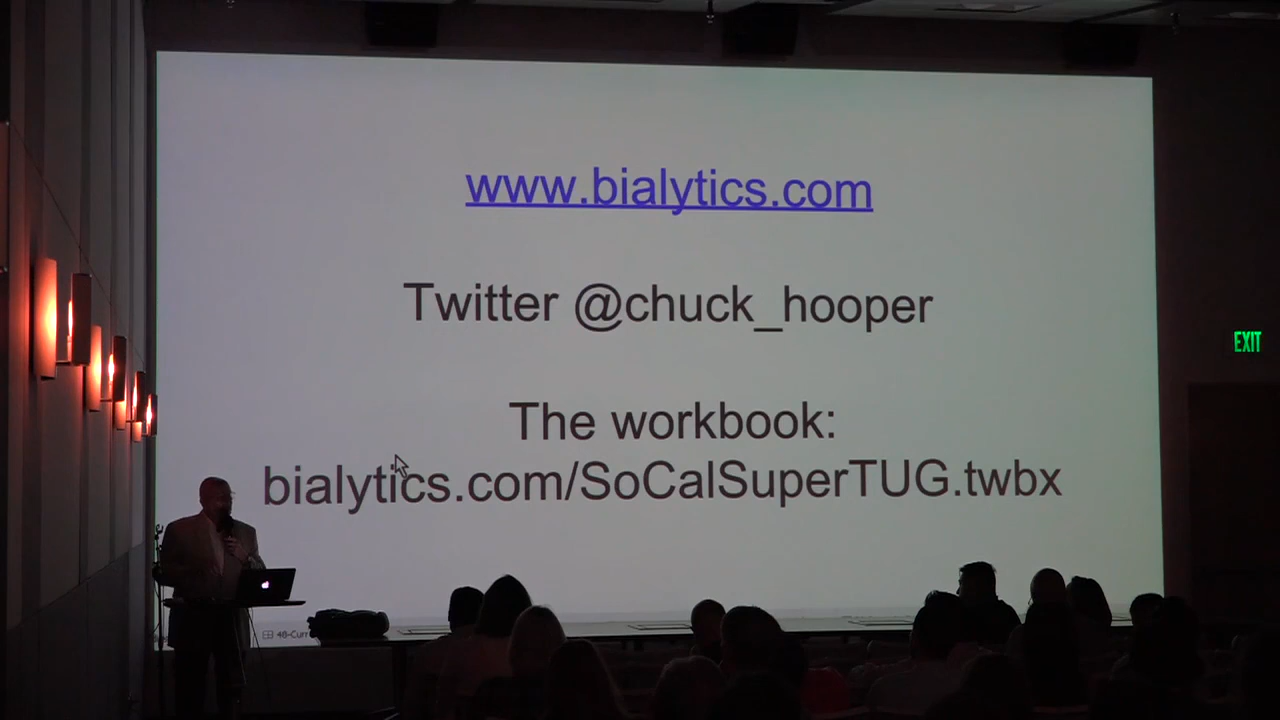 www.bialytics.com
Twitter @chuck_hooper
The workbook:
bialytics.com/SoCalSuperTUG.twbx
EXIT